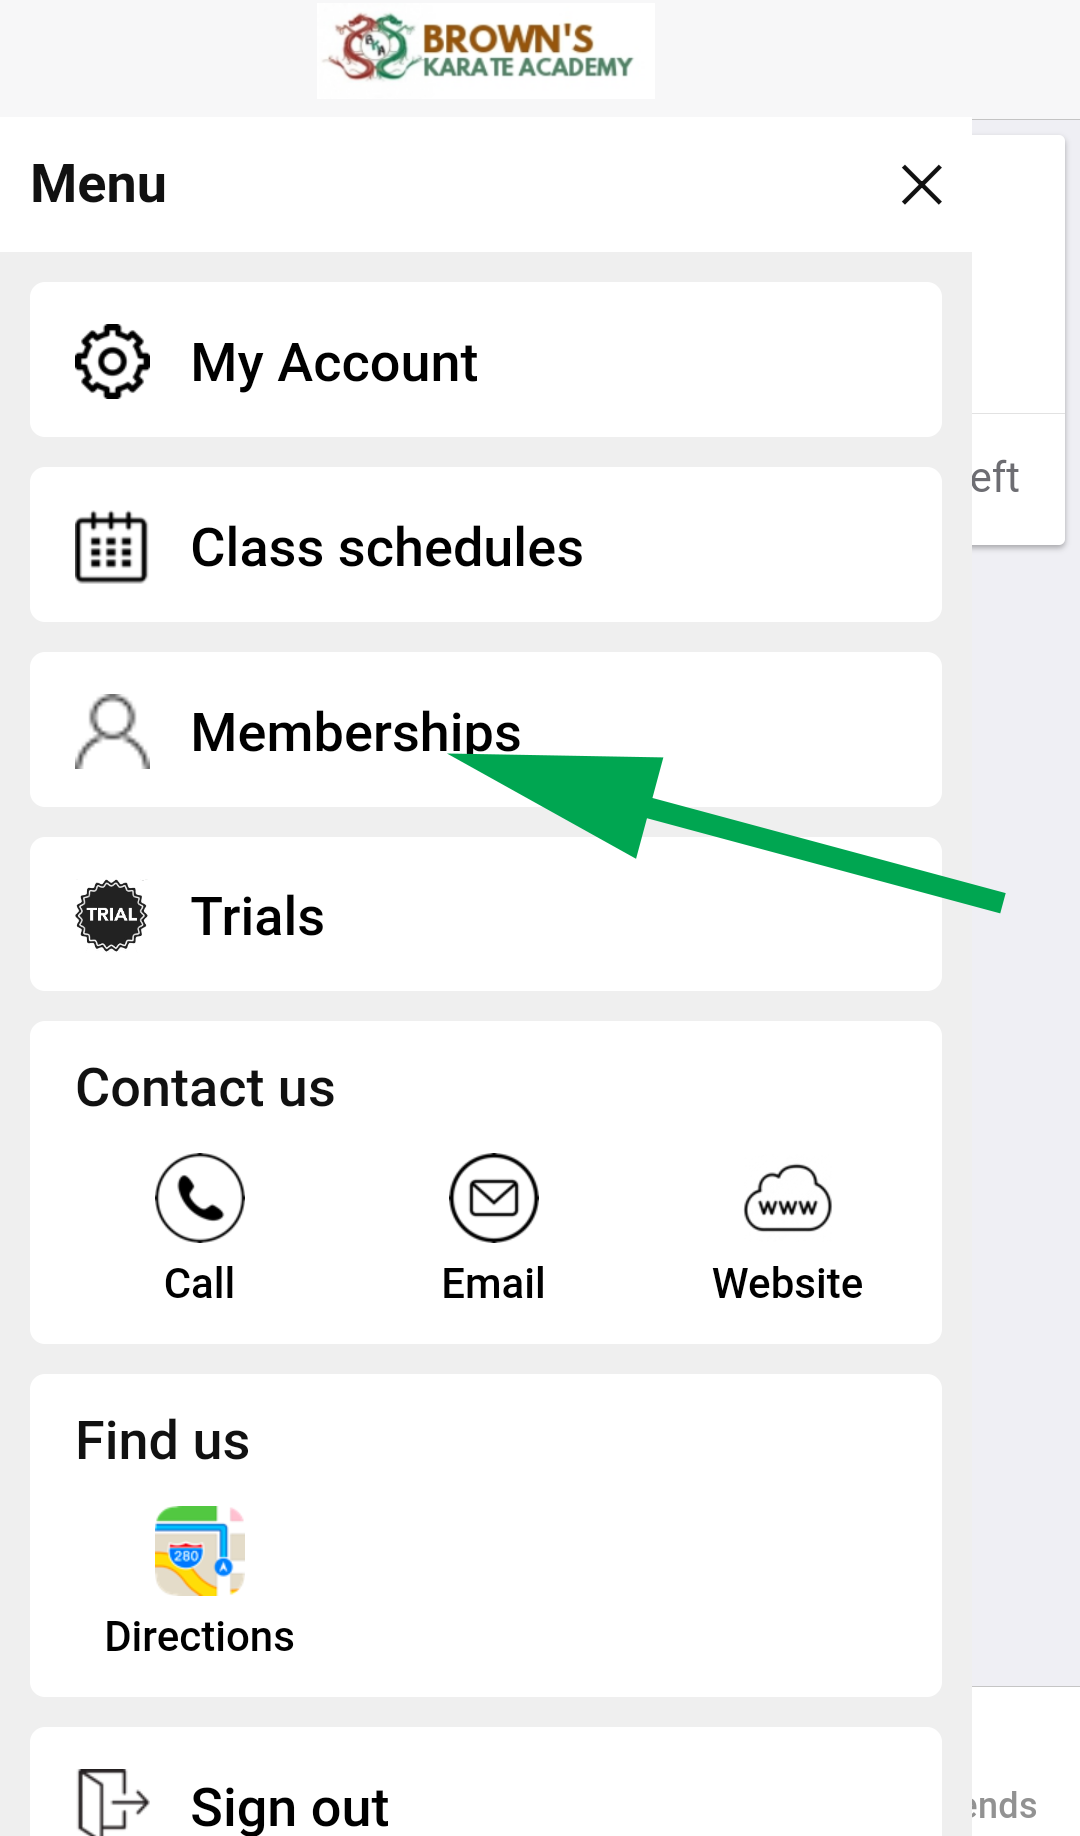 BKA
BROWN'S
KARATE ACADEMY
Menu
My Account
eft
Class schedules
Memberships
TRIAL
Trials
Contact us
www
Call
Email
Website
Find us
280
Directions
Sign out
ends